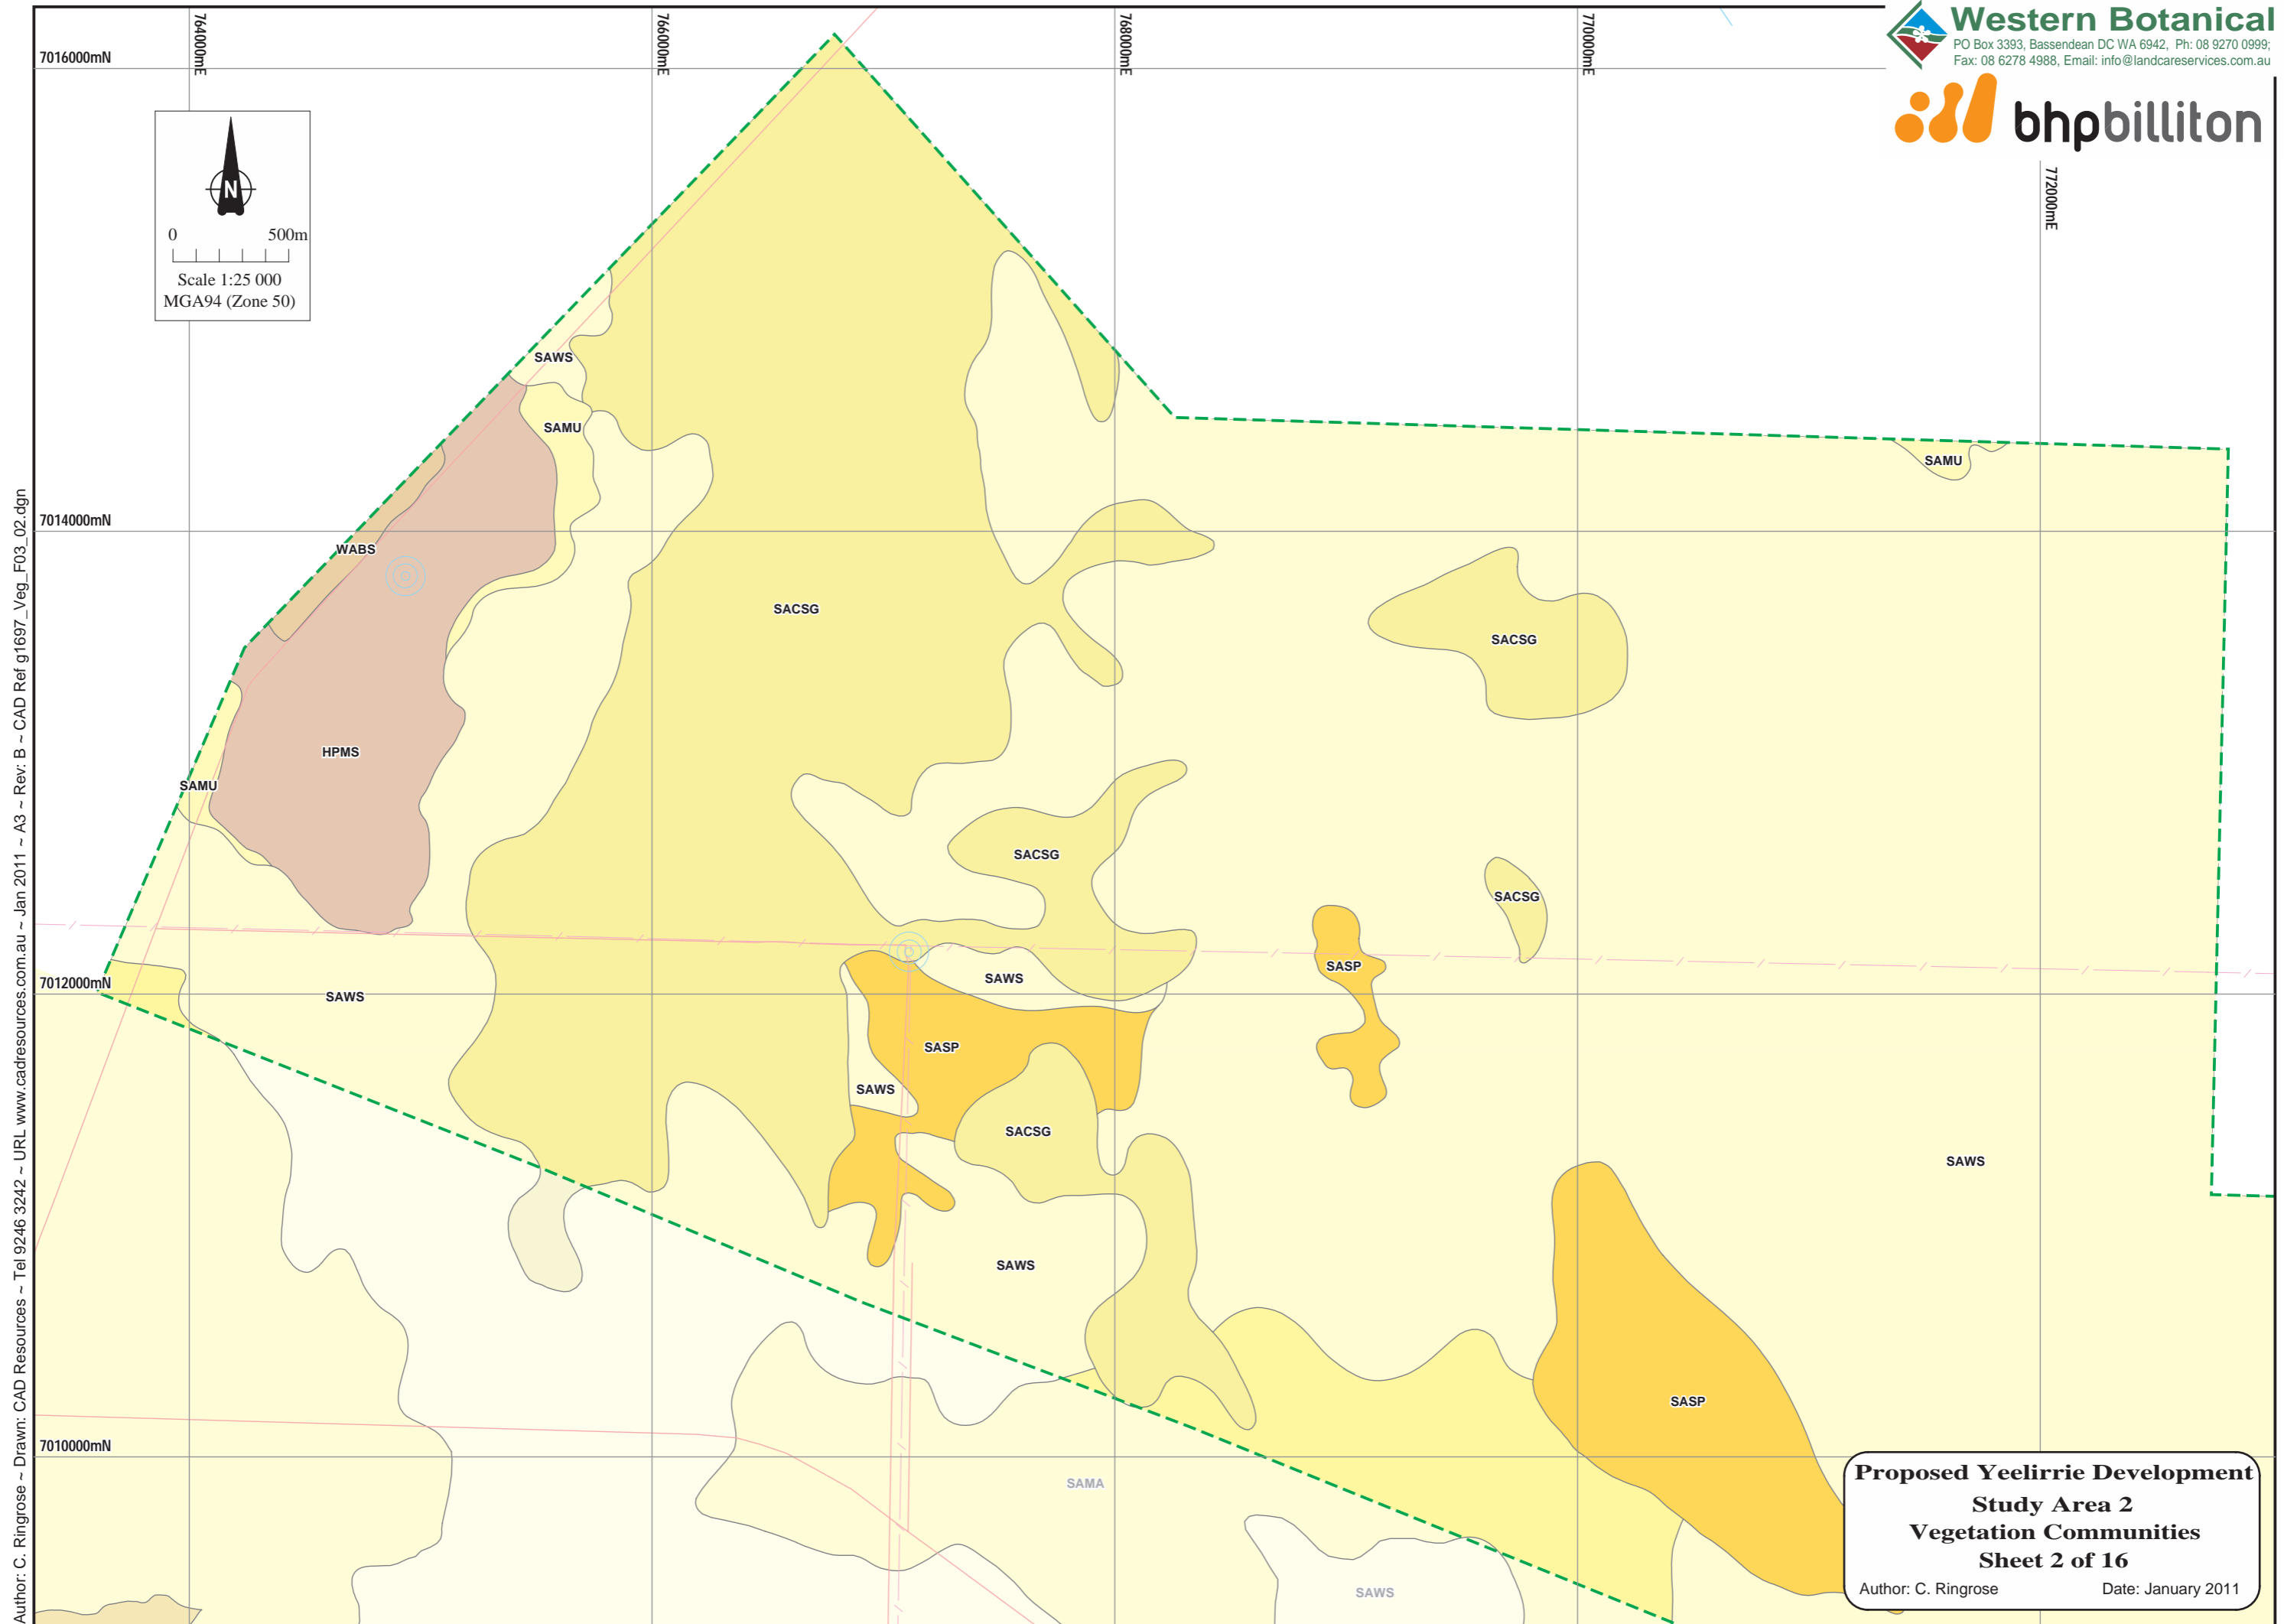 764000mE
766000mE
768000mE
770000mE
772000mE
7016000mN
7014000mN
7012000mN
7010000mN
Western Botanical
PO Box 3393, Bassendean DC WA 6942, Ph: 08 9270 0999;
Fax: 08 6278 4988, Email: info@landcareservices.com.au
bhpbilliton
N
0 500m
Scale 1:25 000
MGA94 (Zone 50)
SAWS
SAMU
SAMU
WABS
SACSG
SACSG
HPMS
SAMU
SACSG
SACSG
SASP
SAWS
SAWS
SASP
SAWS
SACSG
SAWS
SAWS
SASP
SAMA
SAWS
Proposed Yeelirrie Development
Study Area 2
Vegetation Communities
Sheet 2 of 16
Author: C. Ringrose Date: January 2011
Author: C. Ringrose ~ Drawn: CAD Resources ~ Tel 9246 3242 ~ URL www.cadresources.com.au ~ Jan 2011 ~ A3 ~ Rev: B ~ CAD Ref g1697_Veg_F03_02.dgn